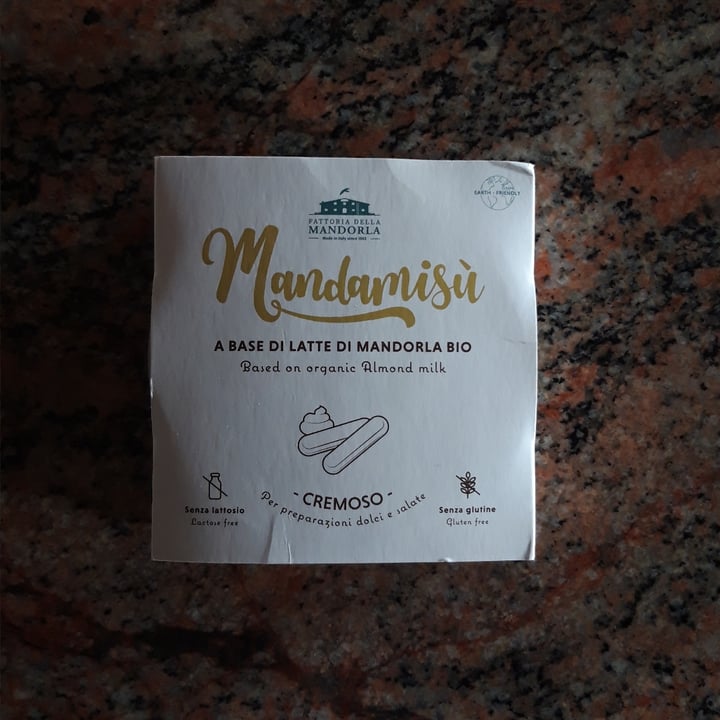 EARTH - FRIENDLY
FATTORIA DELLA
MANDORLA
Made in Italy since 1962
Mandamisù
A BASE DI LATTE DI MANDORLA BIO
Based on organic Almond milk
- CREMOSO -
Per preparazioni dolci e salate
Senza lattosio
Lactose free
Senza glutine
Gluten free